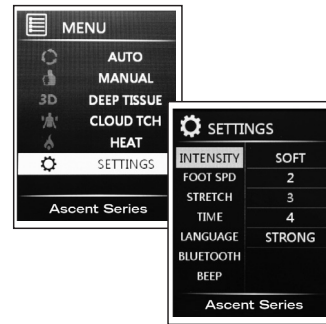 MENU
AUTO
MANUAL
3D DEEP TISSUE
CLOUD TCH
HEAT
SETTINGS
Ascent Series
SETTINGS
INTENSITY SOFT
FOOT SPD 2
STRETCH 3
TIME 4
LANGUAGE STRONG
BLUETOOTH
BEEP
Ascent Series